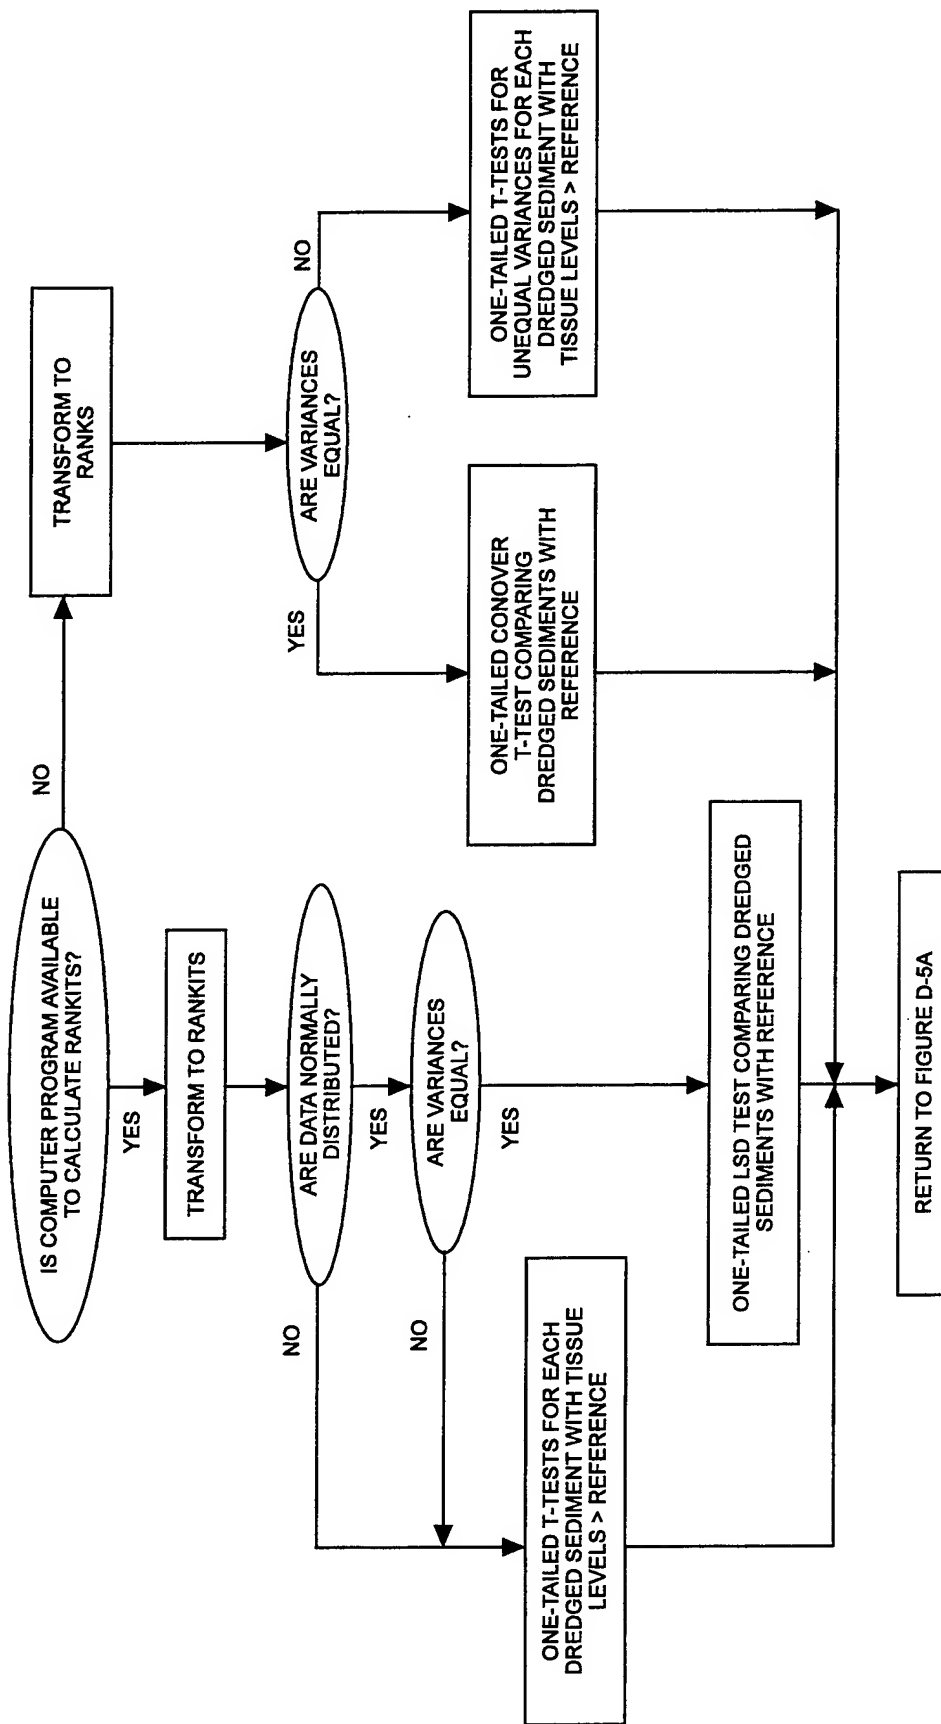 IS COMPUTER PROGRAM AVAILABLE
TO CALCULATE RANKITS?
NO
TRANSFORM TO
RANKS
YES
TRANSFORM TO RANKITS
ARE DATA NORMALLY
DISTRIBUTED?
NO
YES
ARE VARIANCES
EQUAL?
NO
YES
ARE VARIANCES
EQUAL?
YES
NO
ONE-TAILED T-TESTS FOR EACH
DREDGED SEDIMENT WITH TISSUE
LEVELS > REFERENCE
ONE-TAILED CONOVER
T-TEST COMPARING
DREDGED SEDIMENTS WITH
REFERENCE
ONE-TAILED T-TESTS FOR
UNEQUAL VARIANCES FOR EACH
DREDGED SEDIMENT WITH
TISSUE LEVELS > REFERENCE
ONE-TAILED LSD TEST COMPARING DREDGED
SEDIMENTS WITH REFERENCE
RETURN TO FIGURE D-5A